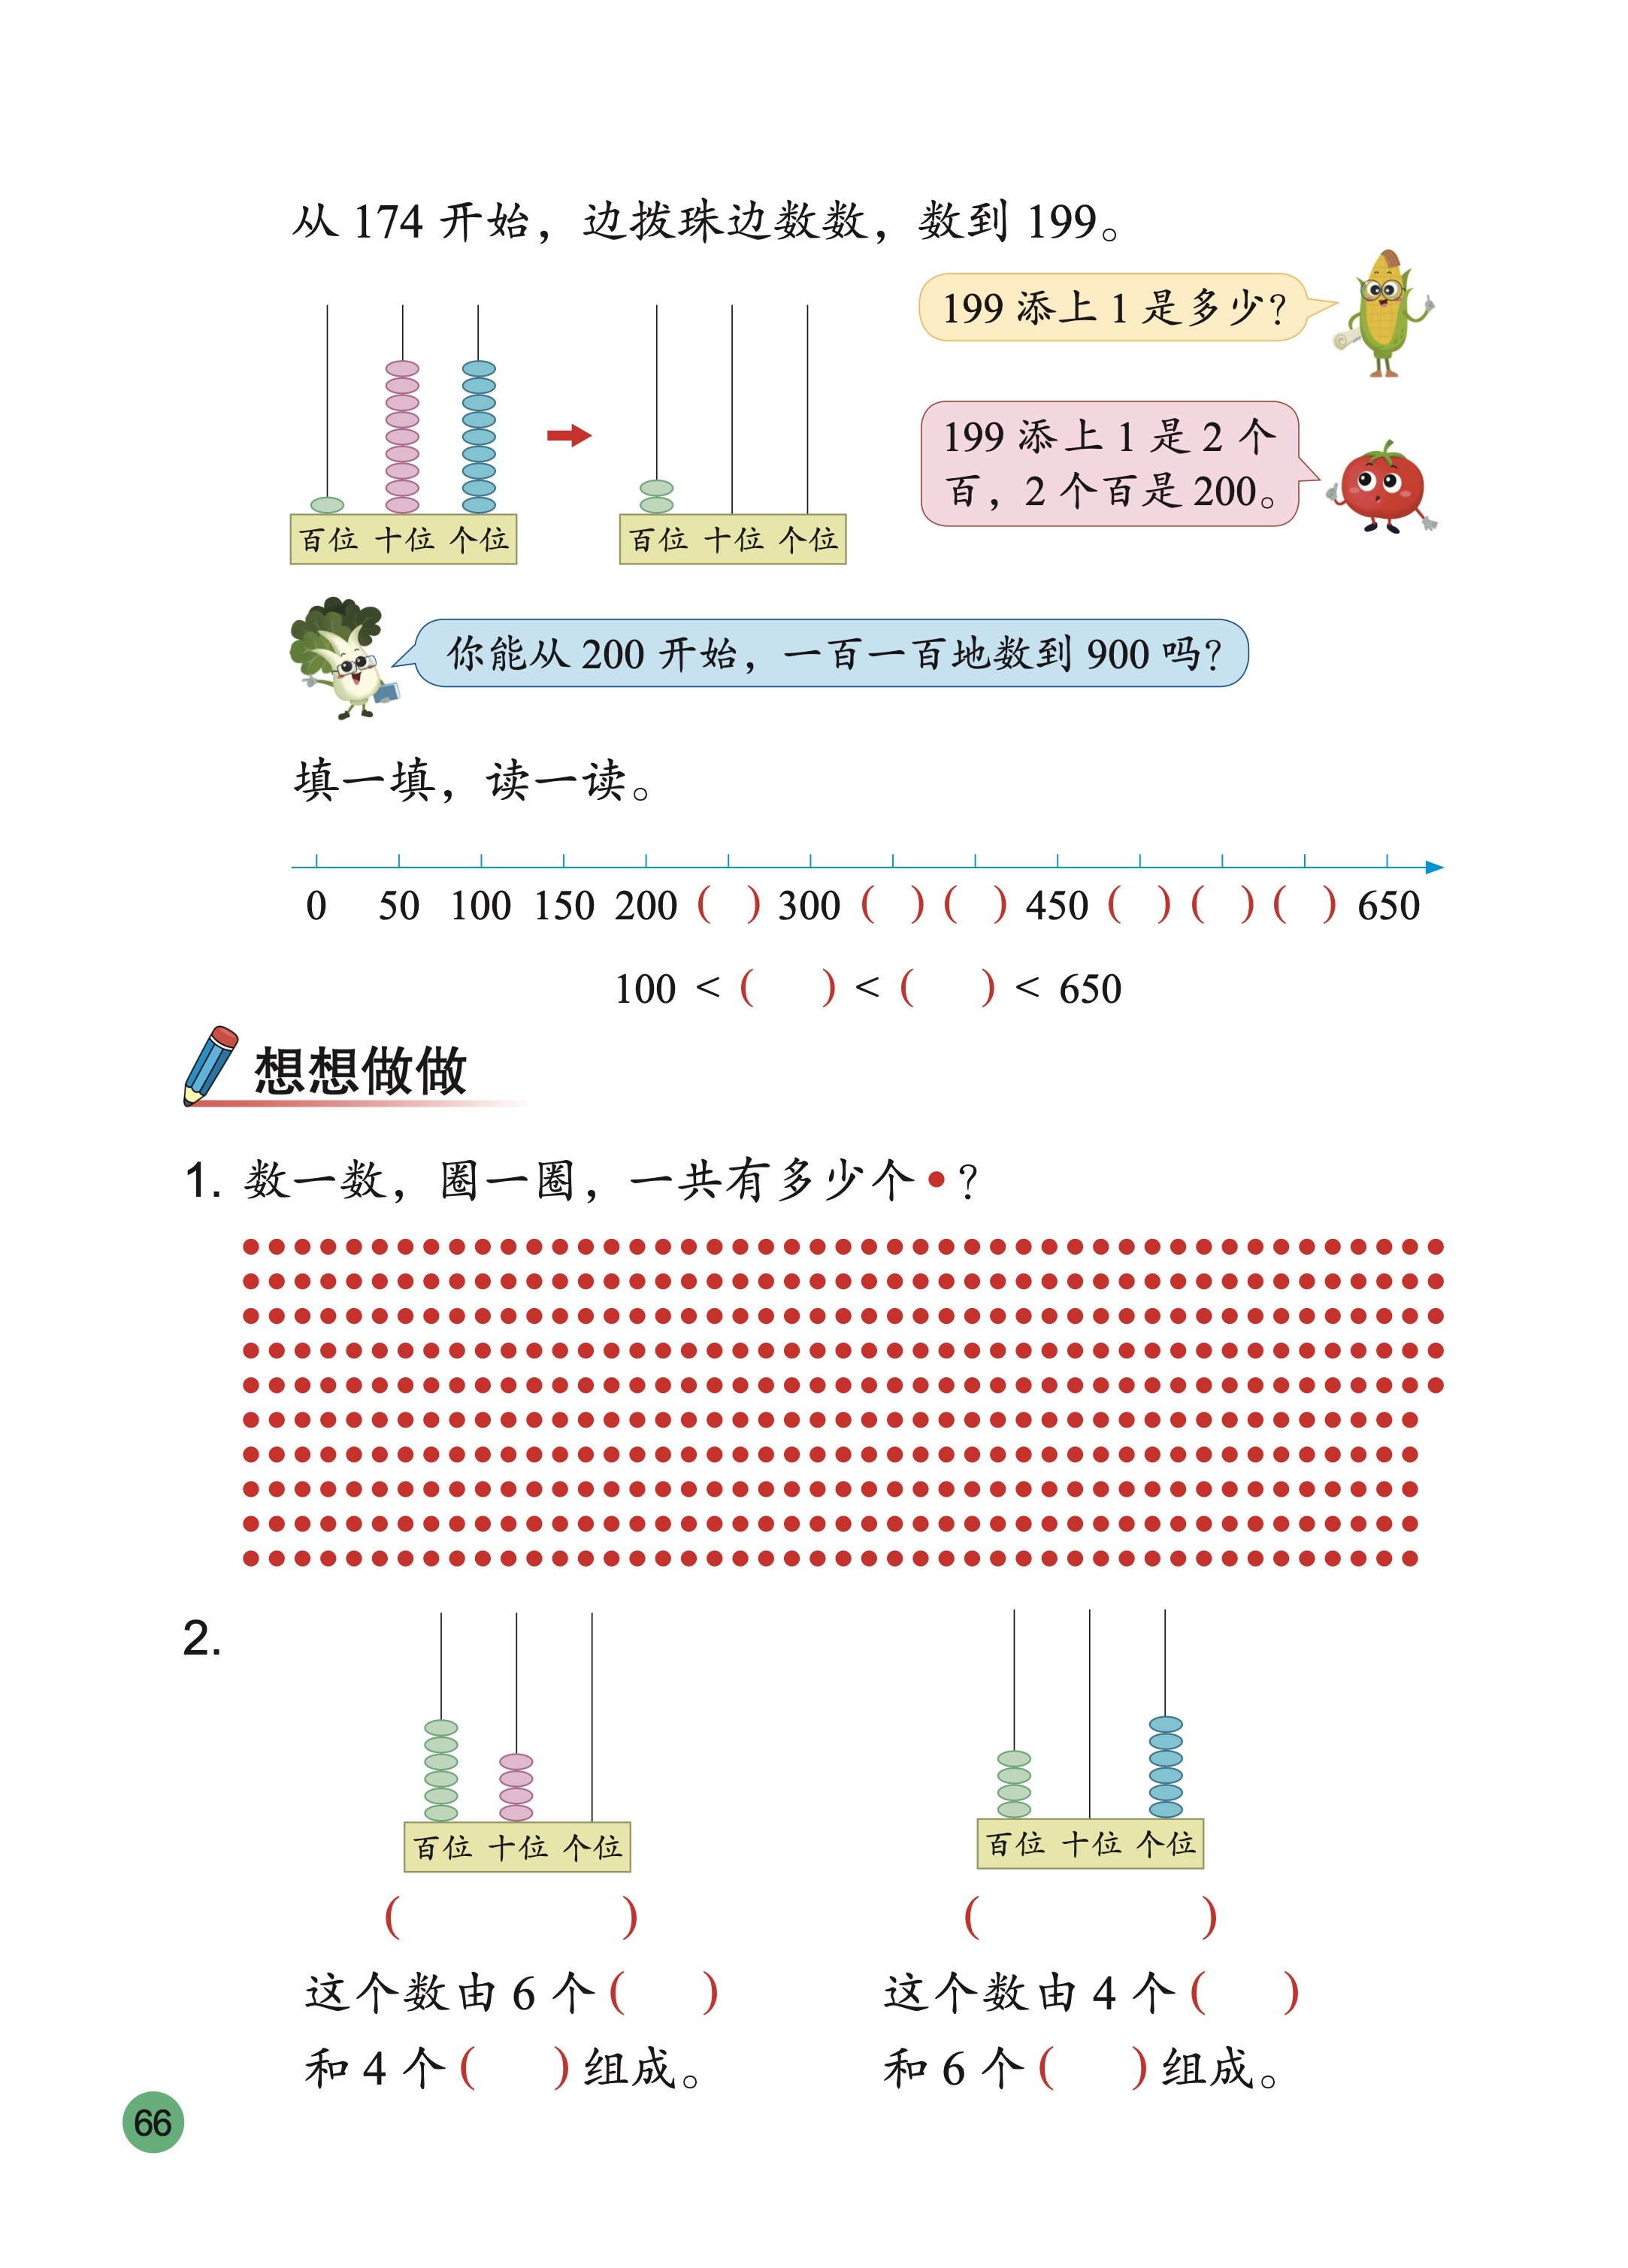 从 174 开始，边拨珠边数数，数到 199。
199 添上 1 是多少？
199 添上 1 是 2 个
百，2 个百是 200。
百位 十位 个位
百位 十位 个位
你能从 200 开始，一百一百地数到 900 吗？
填一填，读一读。
0 50 100 150 200 ( ) 300 ( ) ( ) 450 ( ) ( ) ( ) 650
100 < ( ) < ( ) < 650
想想做做
1. 数一数，圈一圈，一共有多少个 • ？
2.
百位 十位 个位
百位 十位 个位
( )
( )
这个数由 6 个 ( )
和 4 个 ( ) 组成。
这个数由 4 个 ( )
和 6 个 ( ) 组成。
66